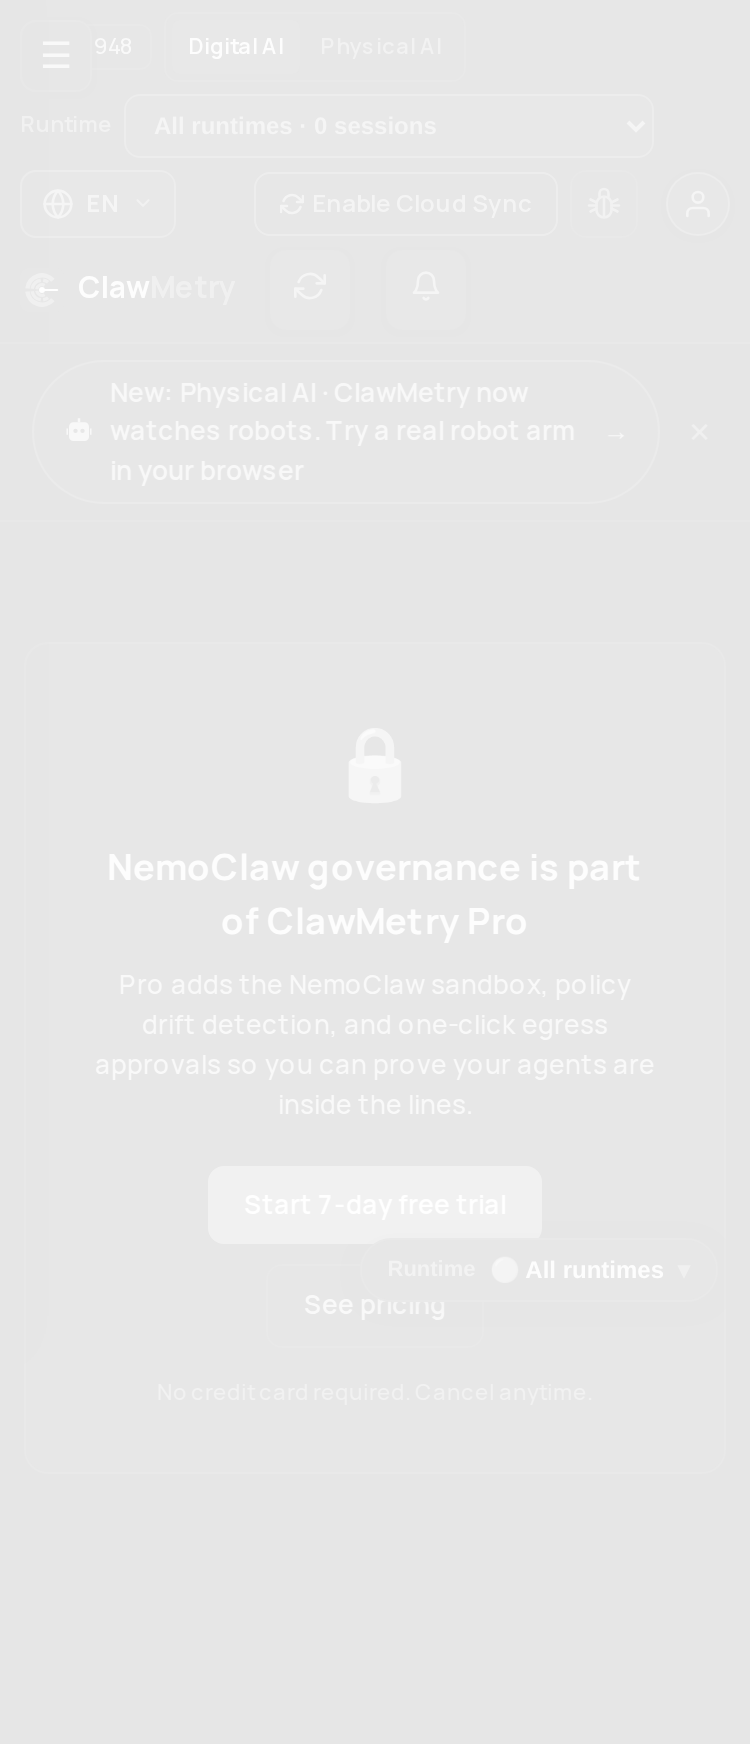 948
Digital AI
Physical AI
Runtime
All runtimes · 0 sessions
EN
Enable Cloud Sync
ClawMetry
New: Physical AI · ClawMetry now
watches robots. Try a real robot arm →
in your browser
NemoClaw governance is part
of ClawMetry Pro
Pro adds the NemoClaw sandbox, policy
drift detection, and one-click egress
approvals so you can prove your agents are
inside the lines.
Start 7-day free trial
Runtime All runtimes ▾
See pricing
No credit card required. Cancel anytime.